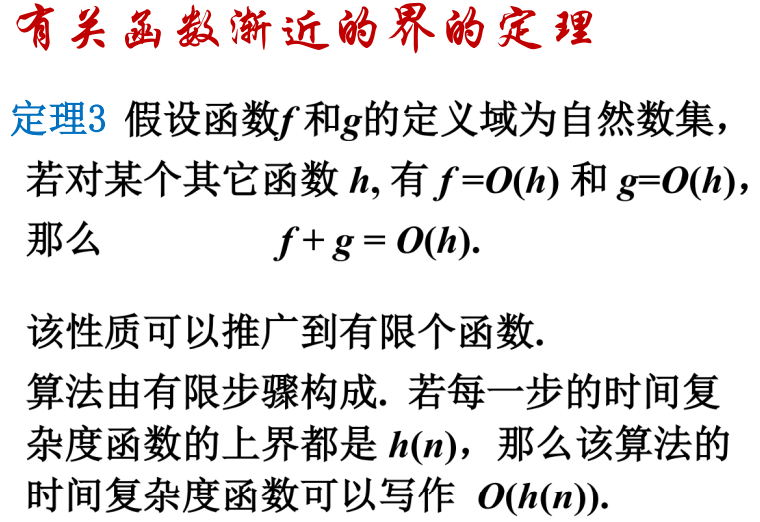 有关函数渐近的界的定理
定理3 假设函数f 和g的定义域为自然数集，
若对某个其它函数 h, 有 f =O(h) 和 g=O(h)，
那么 f + g = O(h).
该性质可以推广到有限个函数.
算法由有限步骤构成. 若每一步的时间复
杂度函数的上界都是 h(n)，那么该算法的
时间复杂度函数可以写作 O(h(n)).